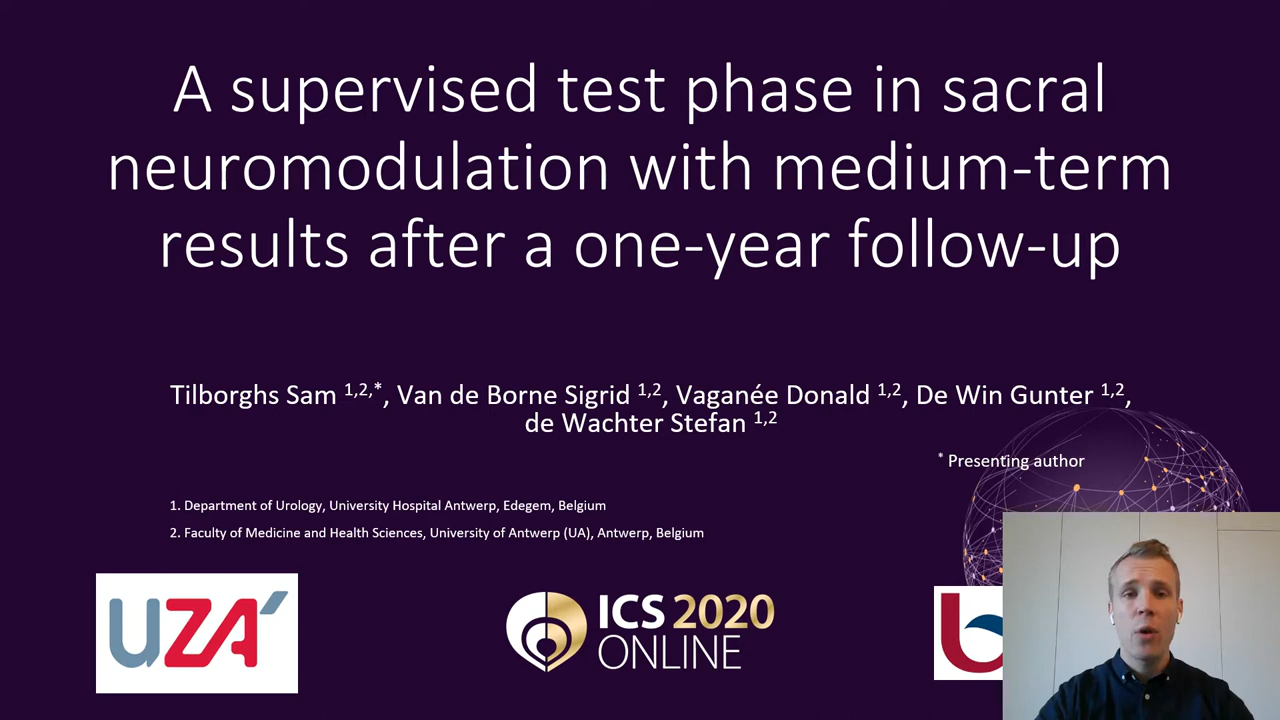 A supervised test phase in sacral
neuromodulation with medium-term
results after a one-year follow-up
Tilborghs Sam 1,2,*, Van de Borne Sigrid 1,2, Vaganée Donald 1,2, De Win Gunter 1,2,
de Wachter Stefan 1,2
* Presenting author
1. Department of Urology, University Hospital Antwerp, Edegem, Belgium
2. Faculty of Medicine and Health Sciences, University of Antwerp (UA), Antwerp, Belgium
UZA
ICS 2020
ONLINE